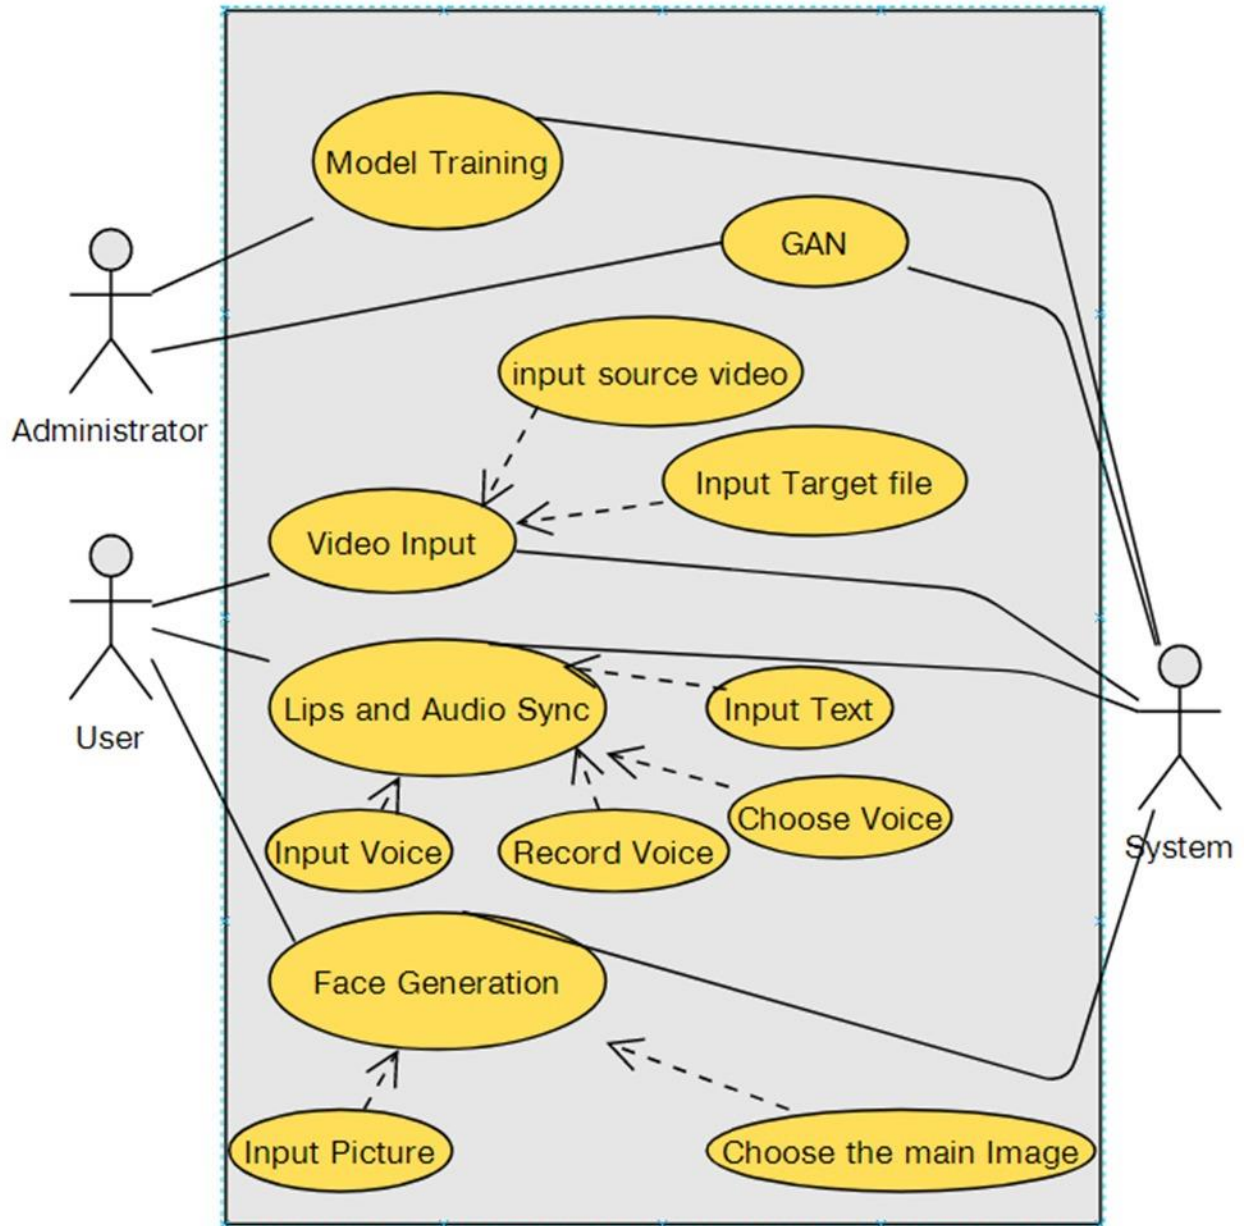 Model Training
GAN
input source video
Administrator
Input Target file
Video Input
Lips and Audio Sync
Input Text
User
Choose Voice
Input Voice
Record Voice
System
Face Generation
Input Picture
Choose the main Image